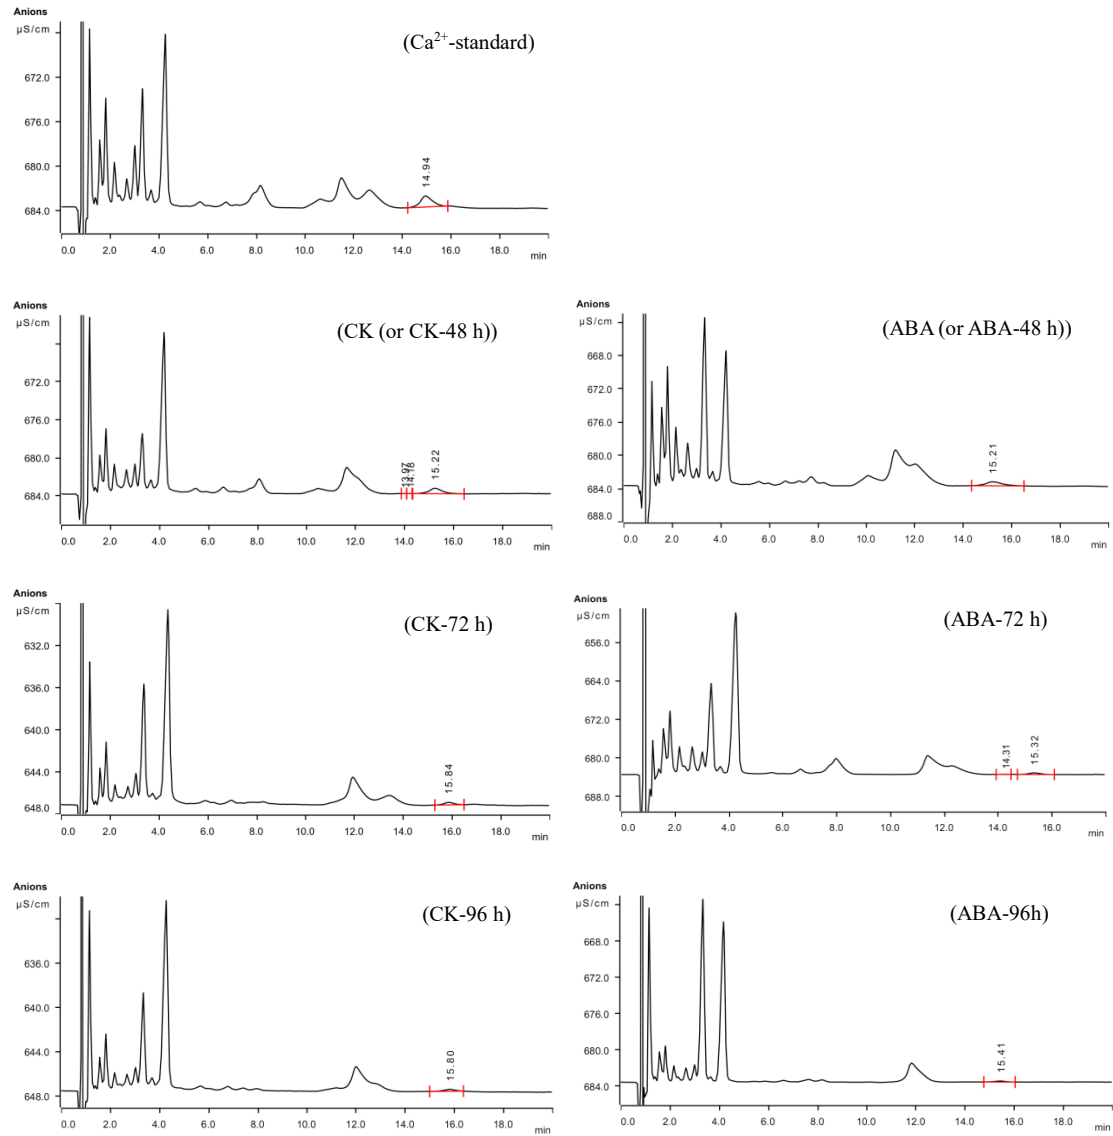 Anions
µS/cm
(Ca2+-standard)
672.0
676.0
680.0
684.0
14.94
0.0 2.0 4.0 6.0 8.0 10.0 12.0 14.0 16.0 18.0
min
Anions
µS/cm
(CK (or CK-48 h))
672.0
676.0
680.0
684.0
13.97
14.18
15.22
0.0 2.0 4.0 6.0 8.0 10.0 12.0 14.0 16.0 18.0
min
Anions
µS/cm
(ABA (or ABA-48 h))
668.0
672.0
676.0
680.0
684.0
688.0
15.21
0.0 2.0 4.0 6.0 8.0 10.0 12.0 14.0 16.0 18.0
min
Anions
µS/cm
(CK-72 h)
632.0
636.0
640.0
644.0
648.0
15.84
0.0 2.0 4.0 6.0 8.0 10.0 12.0 14.0 16.0 18.0
min
Anions
µS/cm
(ABA-72 h)
656.0
664.0
672.0
680.0
688.0
14.31
15.32
0.0 2.0 4.0 6.0 8.0 10.0 12.0 14.0 16.0
min
Anions
µS/cm
(CK-96 h)
636.0
640.0
644.0
648.0
15.80
0.0 2.0 4.0 6.0 8.0 10.0 12.0 14.0 16.0 18.0
min
Anions
µS/cm
(ABA-96h)
668.0
672.0
676.0
680.0
684.0
15.41
0.0 2.0 4.0 6.0 8.0 10.0 12.0 14.0 16.0 18.0
min